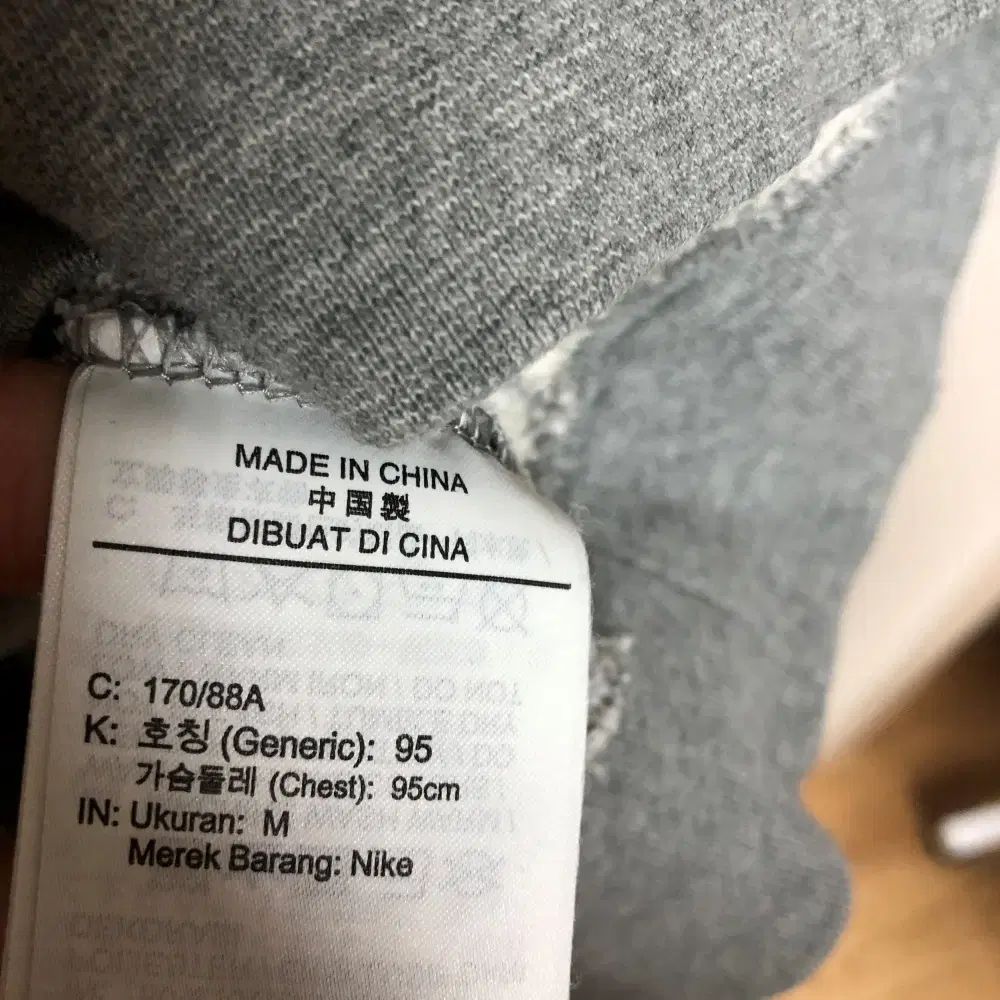 MADE IN CHINA
中国製
DIBUAT DI CINA
C: 170/88A
K: 호칭 (Generic): 95
가슴둘레 (Chest): 95cm
IN: Ukuran: M
Merek Barang: Nike